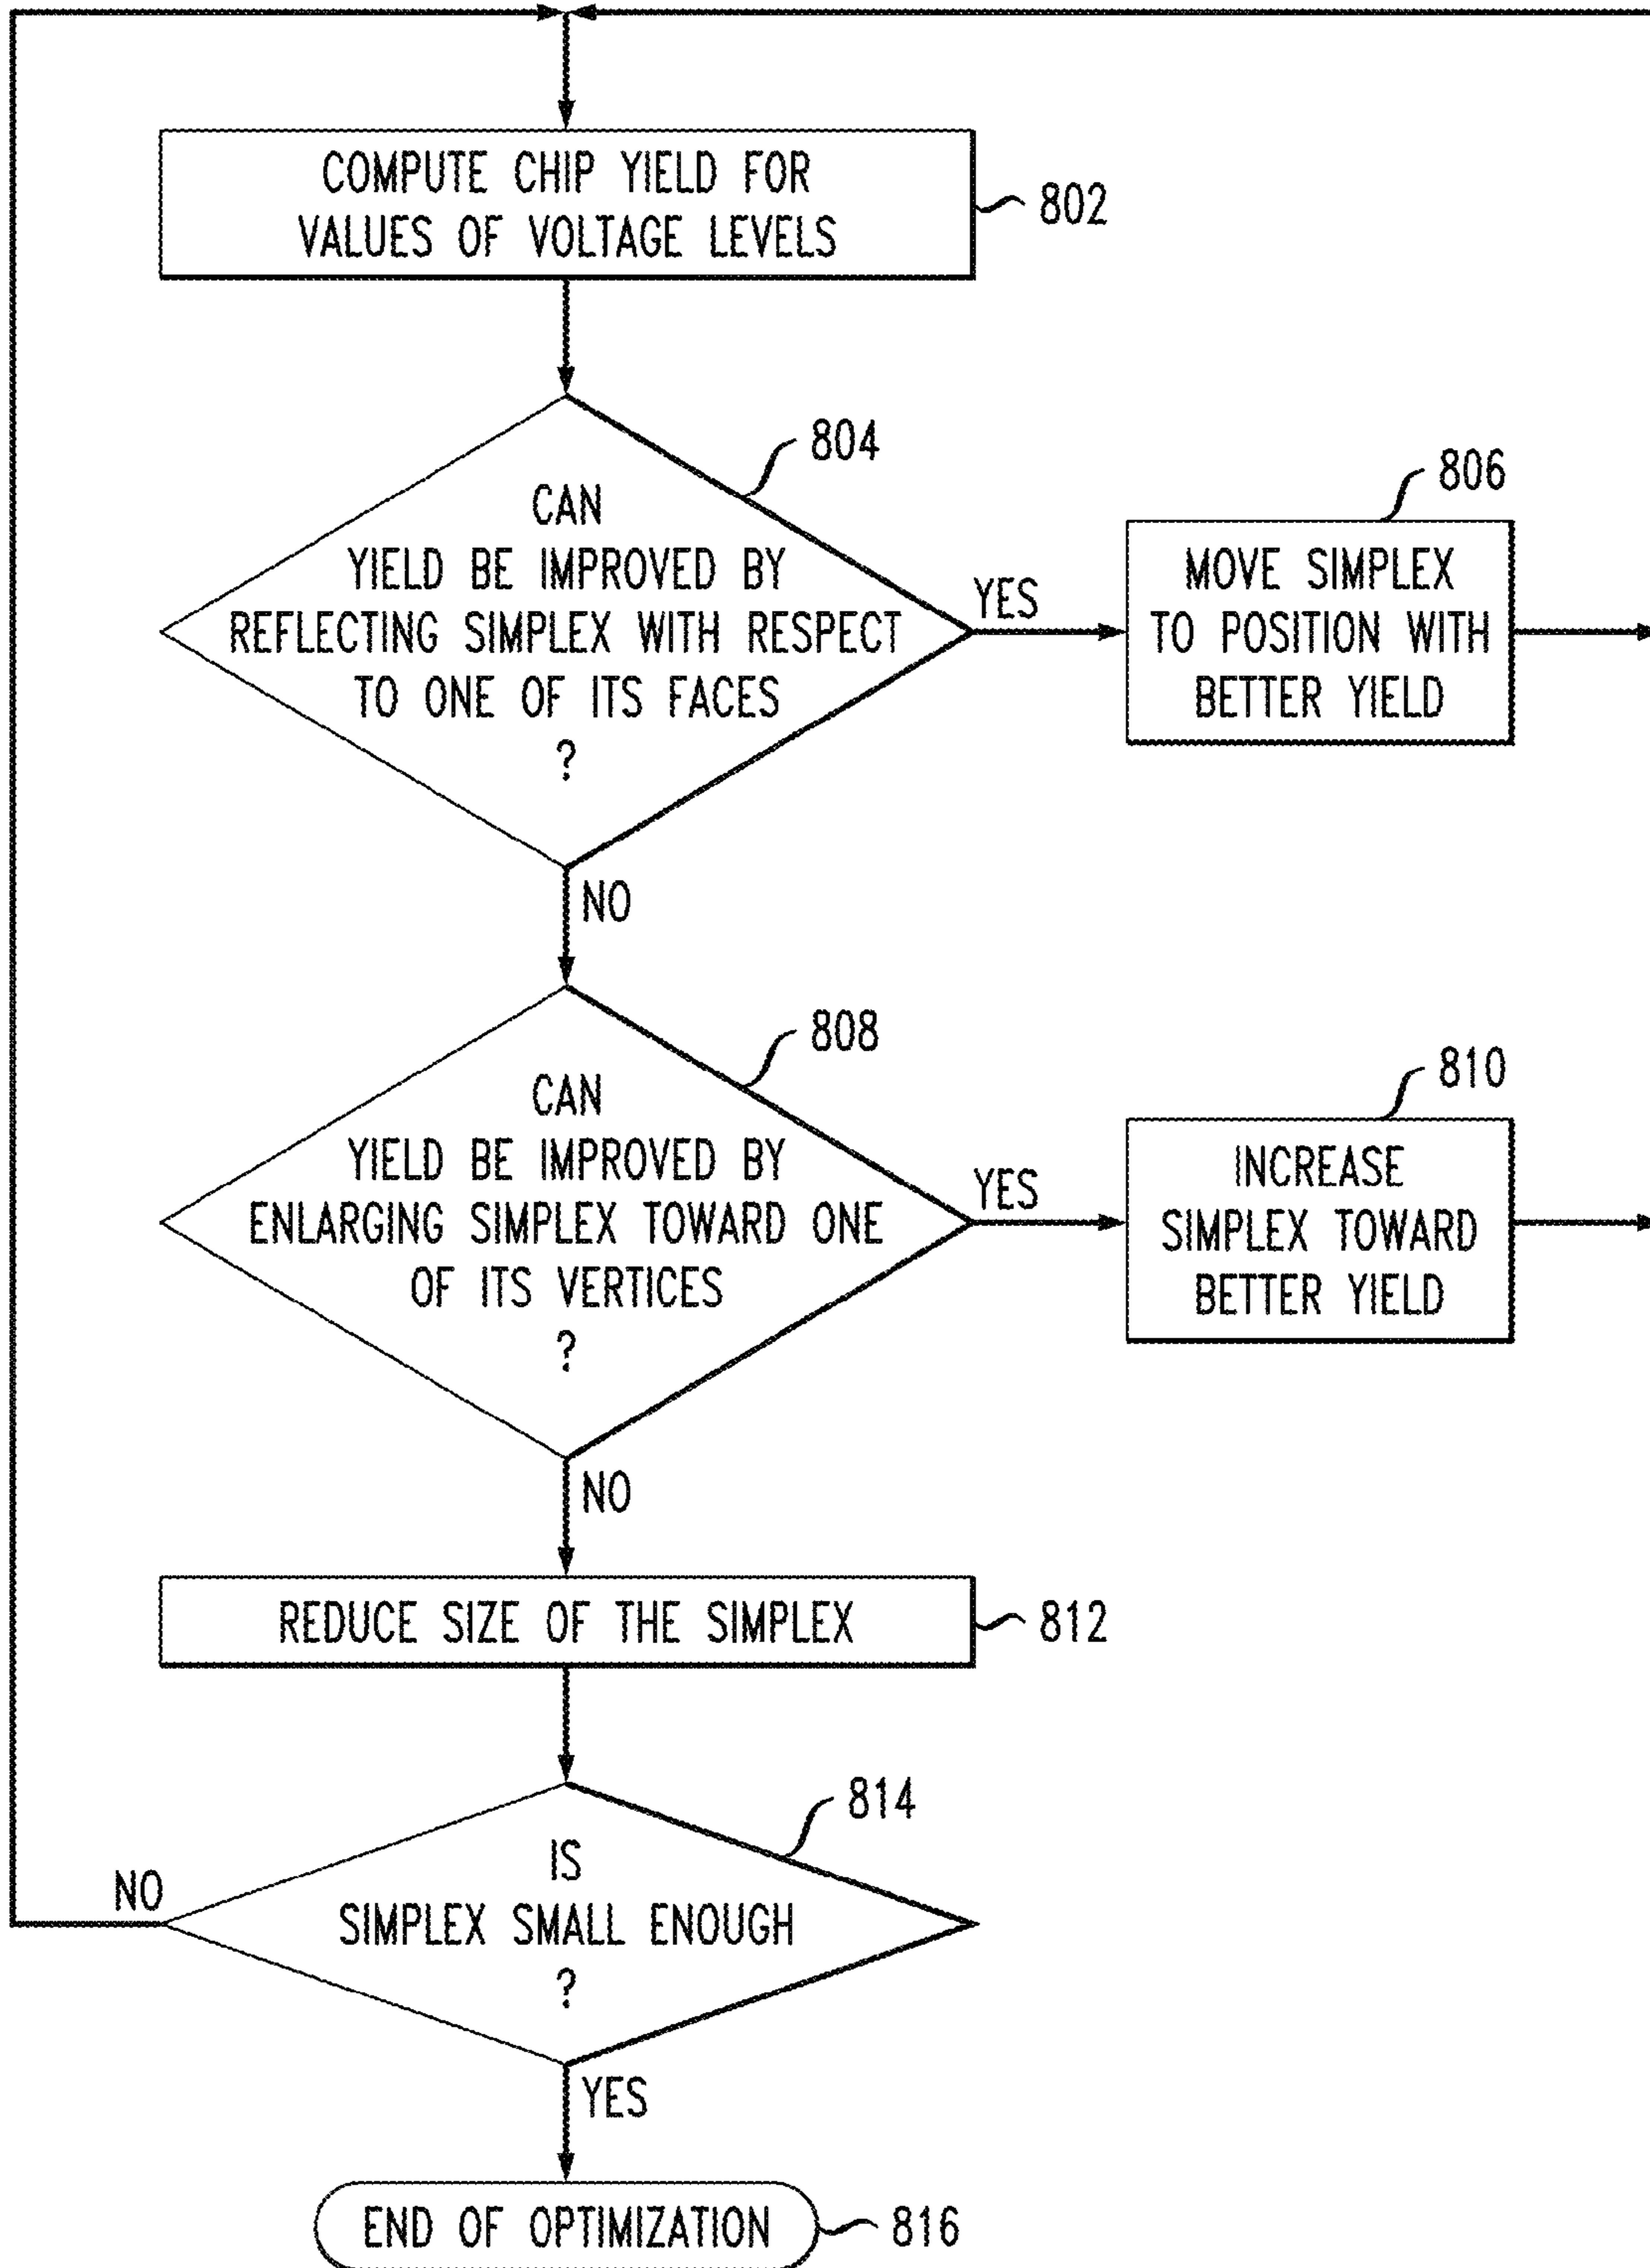 COMPUTE CHIP YIELD FOR
VALUES OF VOLTAGE LEVELS
802
804
CAN
YIELD BE IMPROVED BY
REFLECTING SIMPLEX WITH RESPECT
TO ONE OF ITS FACES
?
YES
806
MOVE SIMPLEX
TO POSITION WITH
BETTER YIELD
NO
808
CAN
YIELD BE IMPROVED BY
ENLARGING SIMPLEX TOWARD ONE
OF ITS VERTICES
?
YES
810
INCREASE
SIMPLEX TOWARD
BETTER YIELD
NO
REDUCE SIZE OF THE SIMPLEX
812
814
IS
SIMPLEX SMALL ENOUGH
?
NO
YES
END OF OPTIMIZATION
816